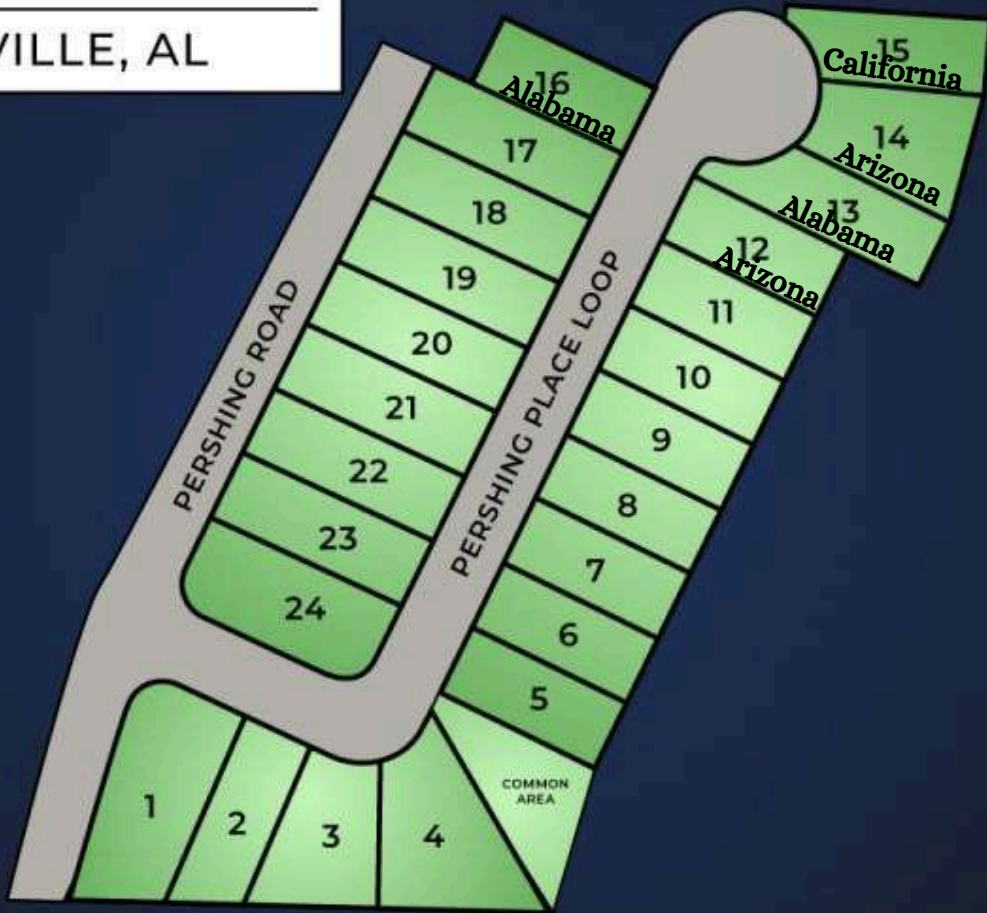 VILLE, AL
15
California
16
Alabama
14
Arizona
17
13
Alabama
18
12
Arizona
19
11
20
10
21
9
22
8
23
7
24
6
5
PERSHING ROAD
PERSHING PLACE LOOP
COMMON
AREA
1
2
3
4